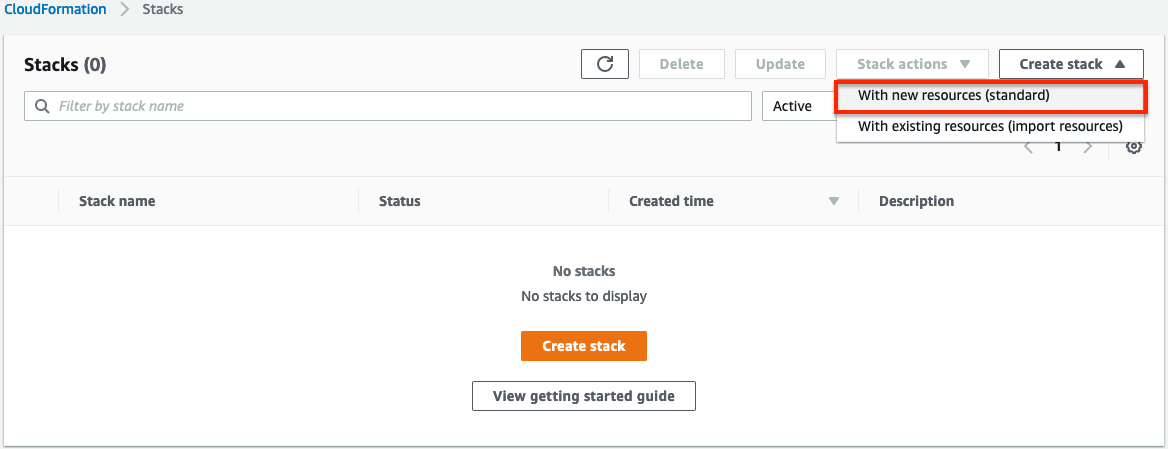 CloudFormation > Stacks
Stacks (0) Delete Update Stack actions Create stack
Filter by stack name Active With new resources (standard)
With existing resources (import resources)
1
Stack name Status Created time Description
No stacks
No stacks to display
Create stack
View getting started guide